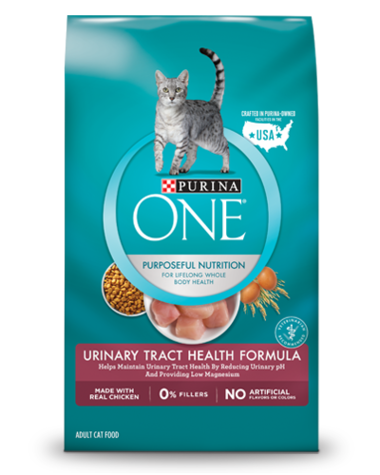 CRAFTED IN PURINA-OWNED
FACILITIES IN THE
USA
PURINA
ONE®
PURPOSEFUL NUTRITION
FOR LIFELONG WHOLE
BODY HEALTH
VETERINARIAN
RECOMMENDED
URINARY TRACT HEALTH FORMULA
Helps Maintain Urinary Tract Health By Reducing Urinary pH
And Providing Low Magnesium
MADE WITH
REAL CHICKEN
0% FILLERS
NO ARTIFICIAL
FLAVORS OR COLORS
ADULT CAT FOOD